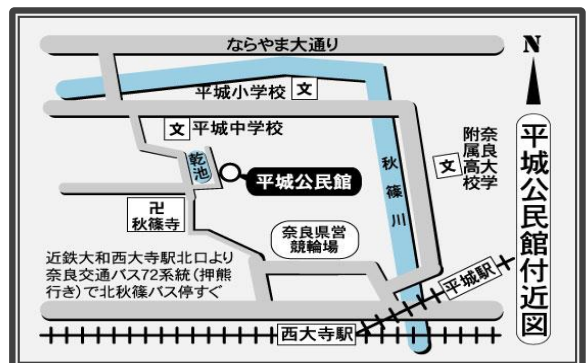 ならやま大通り
N
平城小学校 文
文 平城中学校
乾池
平城公民館
秋篠川
文
奈良大学
附属高校
卍
秋篠寺
奈良県営
競輪場
近鉄大和西大寺駅北口より
奈良交通バス72系統(押熊
行き)で北秋篠バス停すぐ
平城駅
西大寺駅
平城公民館付近図